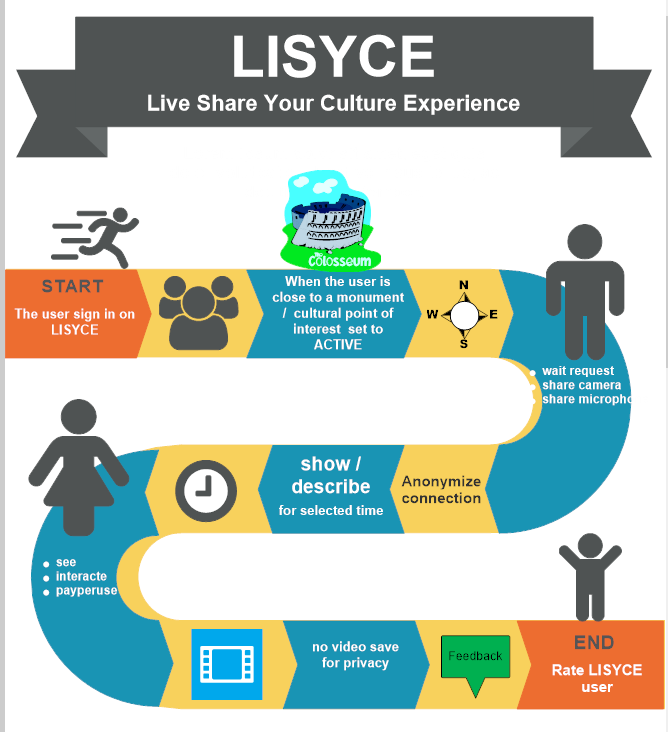 LISYCE
Live Share Your Culture Experience
The
Colosseum
START
The user sign in on
LISYCE
When the user is
close to a monument
/ cultural point of
interest set to
ACTIVE
N
W E
S
wait request
share camera
share micropho
show /
describe
for selected time
Anonymize
connection
see
interacte
payperuse
no video save
for privacy
Feedback
END
Rate LISYCE
user